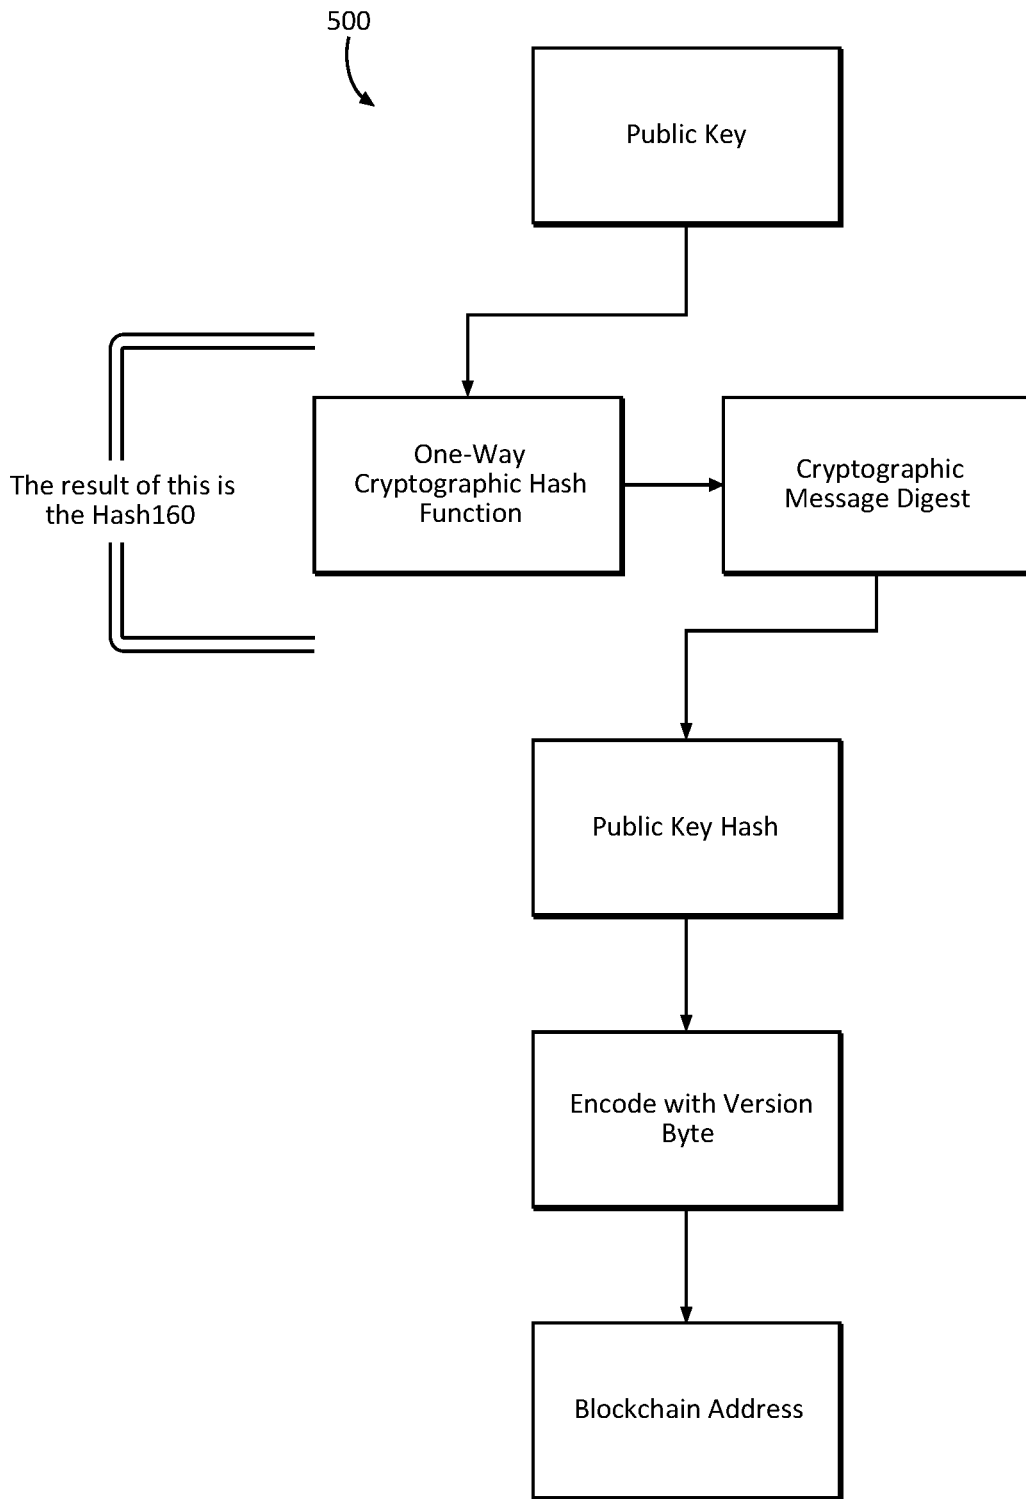 500
Public Key
The result of this is
the Hash160
One-Way
Cryptographic Hash
Function
Cryptographic
Message Digest
Public Key Hash
Encode with Version
Byte
Blockchain Address